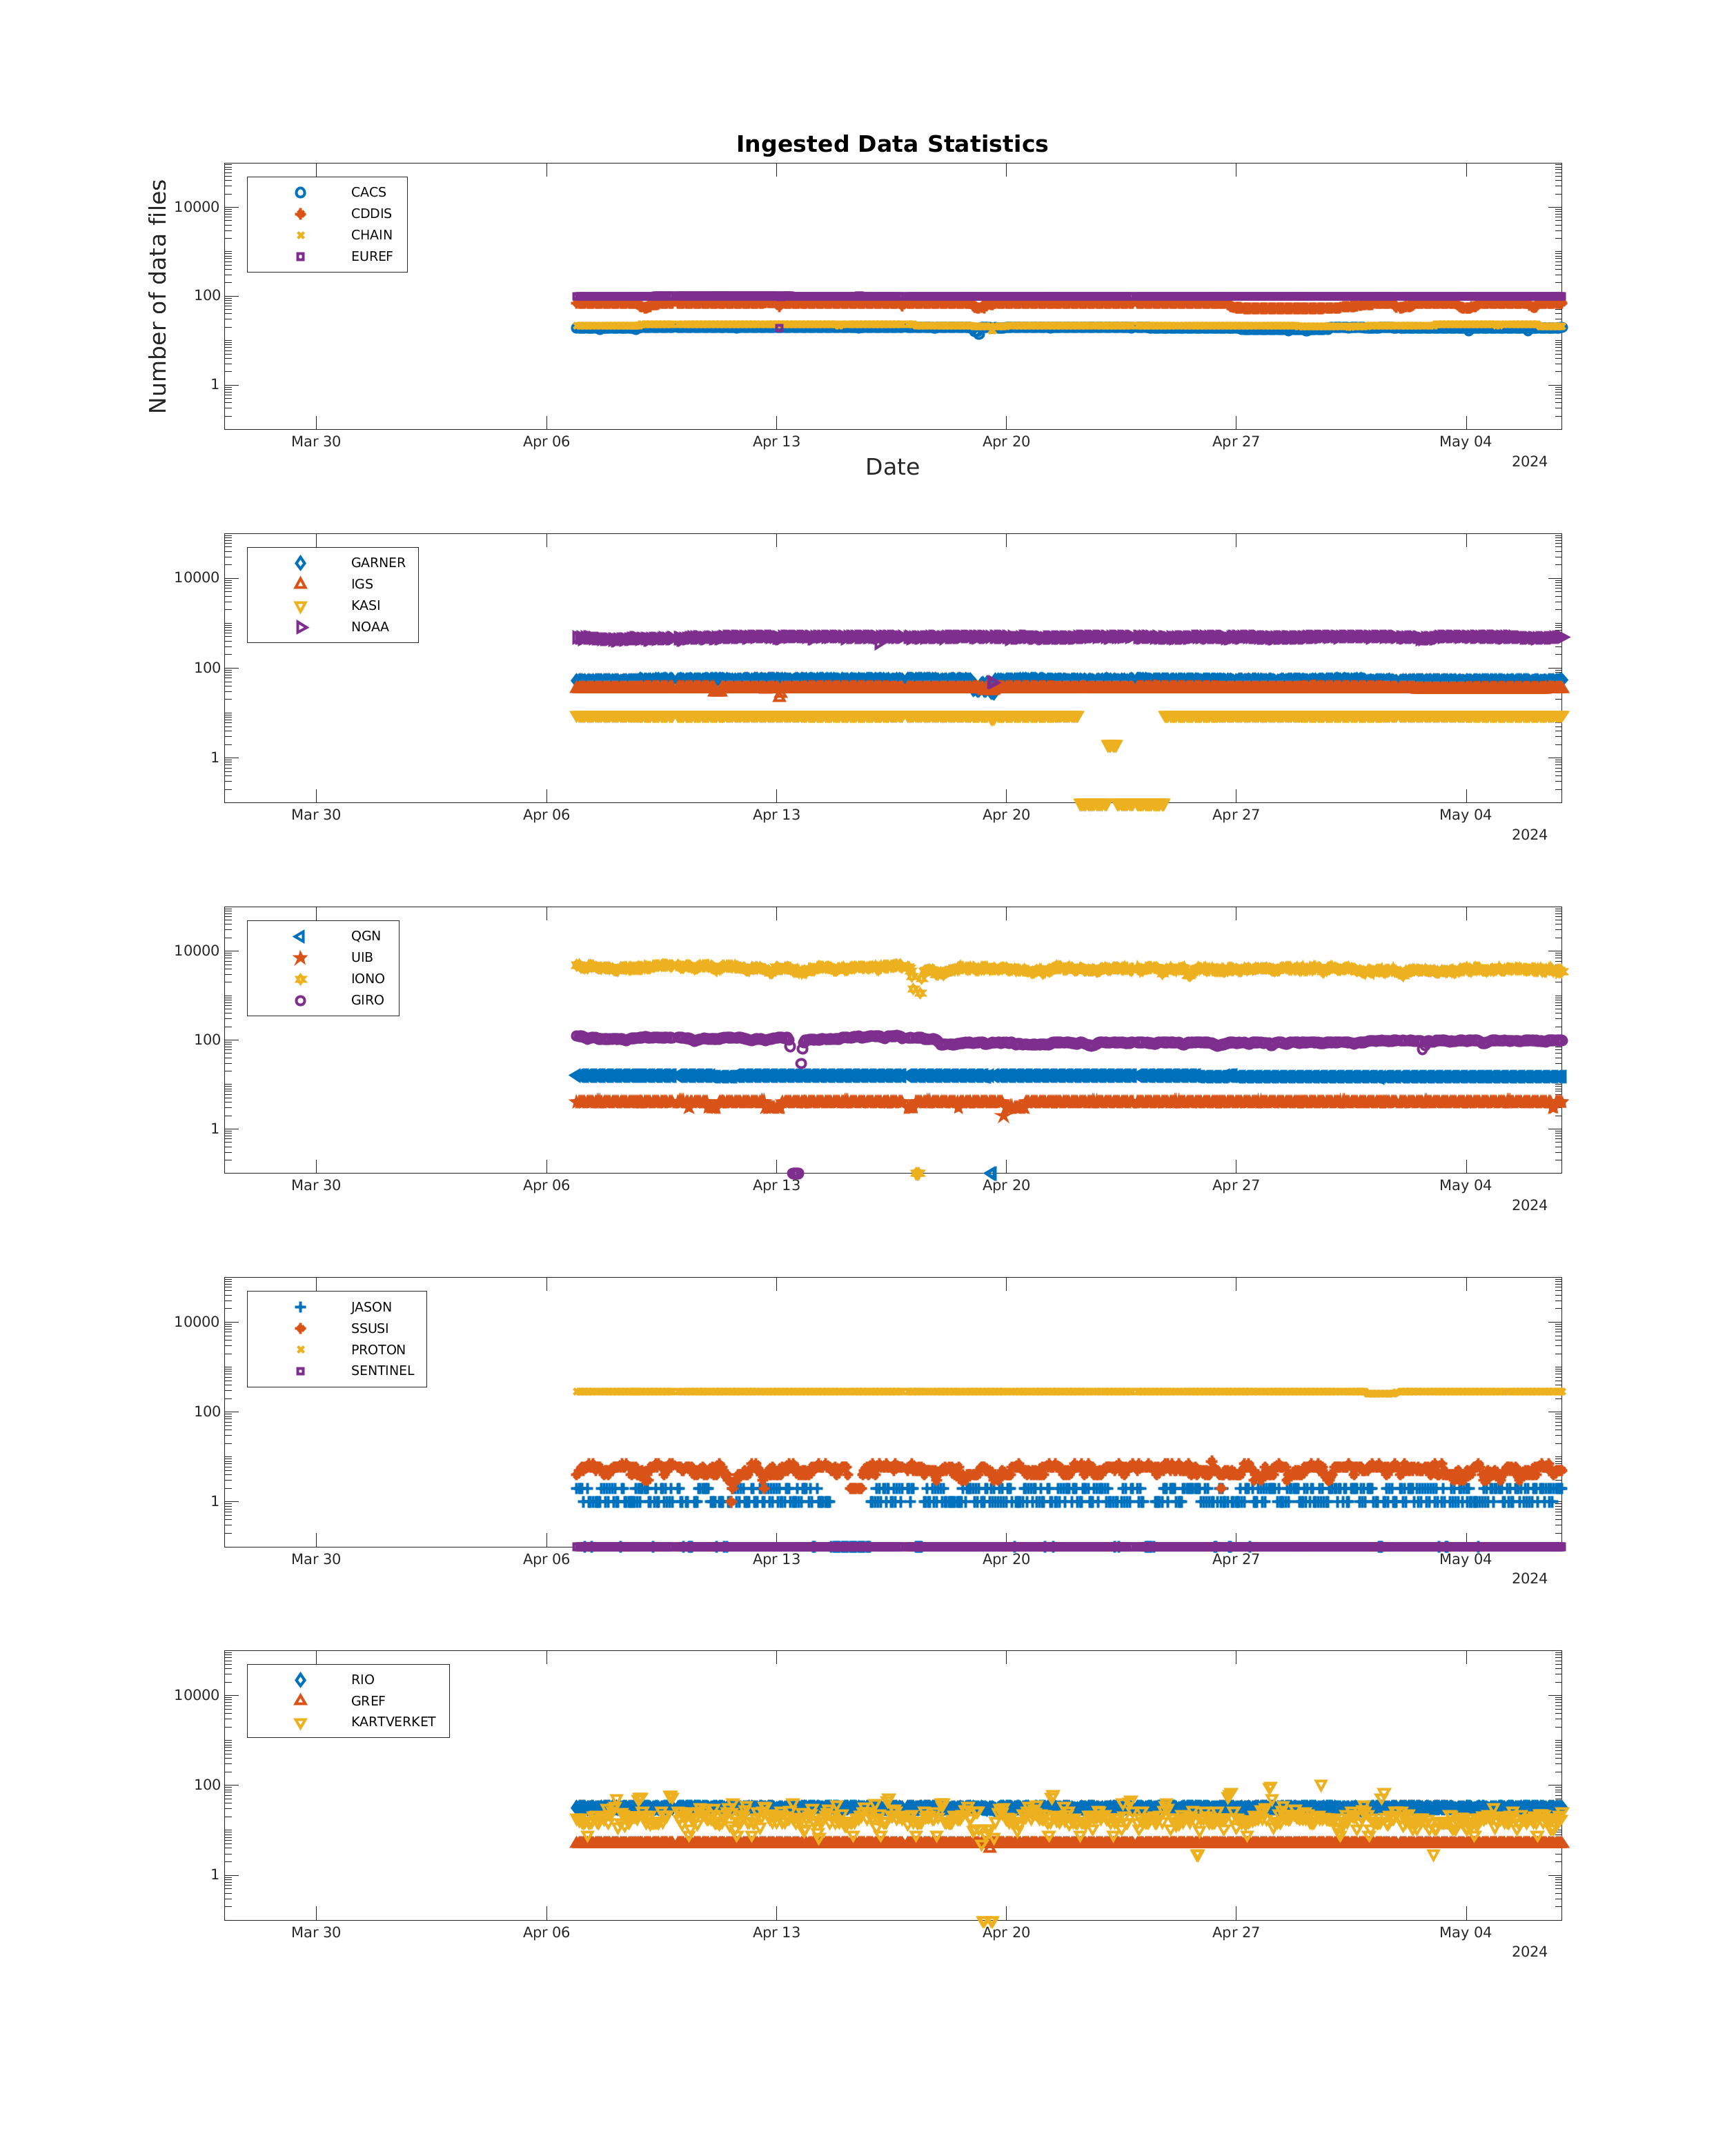 Ingested Data Statistics
Number of data files
CACS
CDDIS
CHAIN
EUREF
10000
100
1
Mar 30 Apr 06 Apr 13 Apr 20 Apr 27 May 04
2024
Date
GARNER
IGS
KASI
NOAA
10000
100
1
Mar 30 Apr 06 Apr 13 Apr 20 Apr 27 May 04
2024
QGN
UIB
IONO
GIRO
10000
100
1
Mar 30 Apr 06 Apr 13 Apr 20 Apr 27 May 04
2024
JASON
SSUSI
PROTON
SENTINEL
10000
100
1
Mar 30 Apr 06 Apr 13 Apr 20 Apr 27 May 04
2024
RIO
GREF
KARTVERKET
10000
100
1
Mar 30 Apr 06 Apr 13 Apr 20 Apr 27 May 04
2024